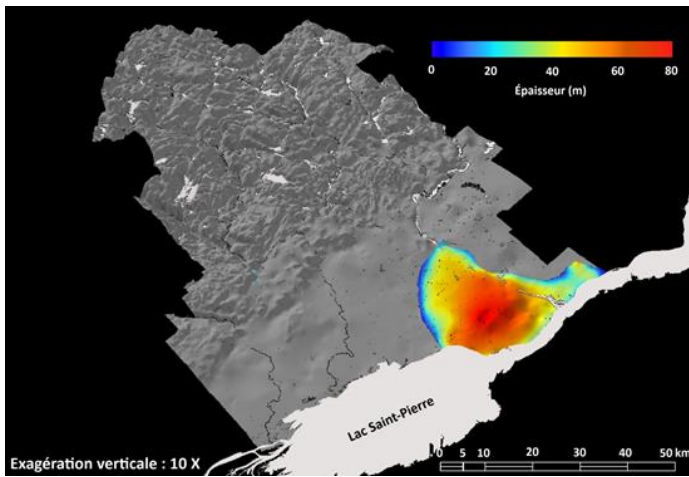 0 20 40 60 80
Épaisseur (m)
Lac Saint-Pierre
Exagération verticale : 10 X
0 5 10 20 30 40 50 km